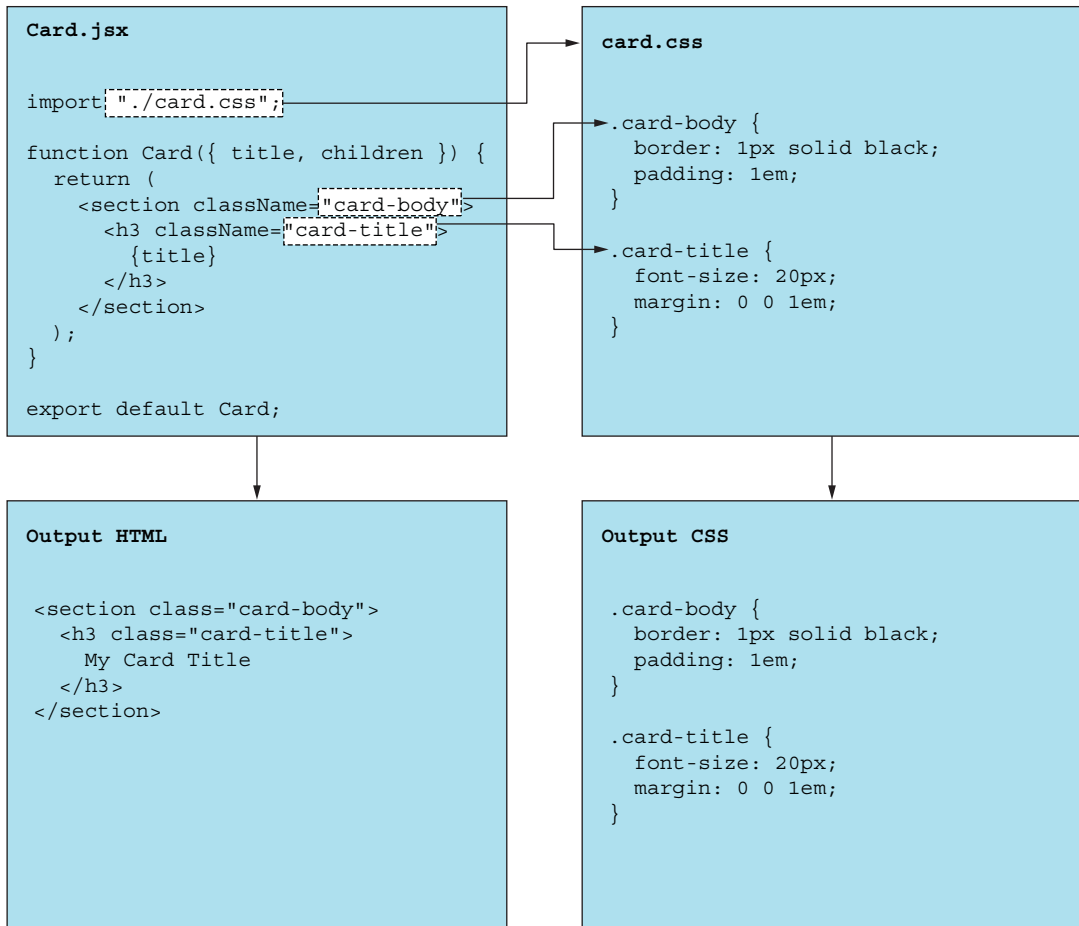 Card.jsx
import "./card.css";
function Card({ title, children }) {
return (
<section className="card-body">
<h3 className="card-title">
{title}
</h3>
</section>
);
}
export default Card;
card.css
.card-body {
border: 1px solid black;
padding: 1em;
}
.card-title {
font-size: 20px;
margin: 0 0 1em;
}
Output HTML
<section class="card-body">
<h3 class="card-title">
My Card Title
</h3>
</section>
Output CSS
.card-body {
border: 1px solid black;
padding: 1em;
}
.card-title {
font-size: 20px;
margin: 0 0 1em;
}